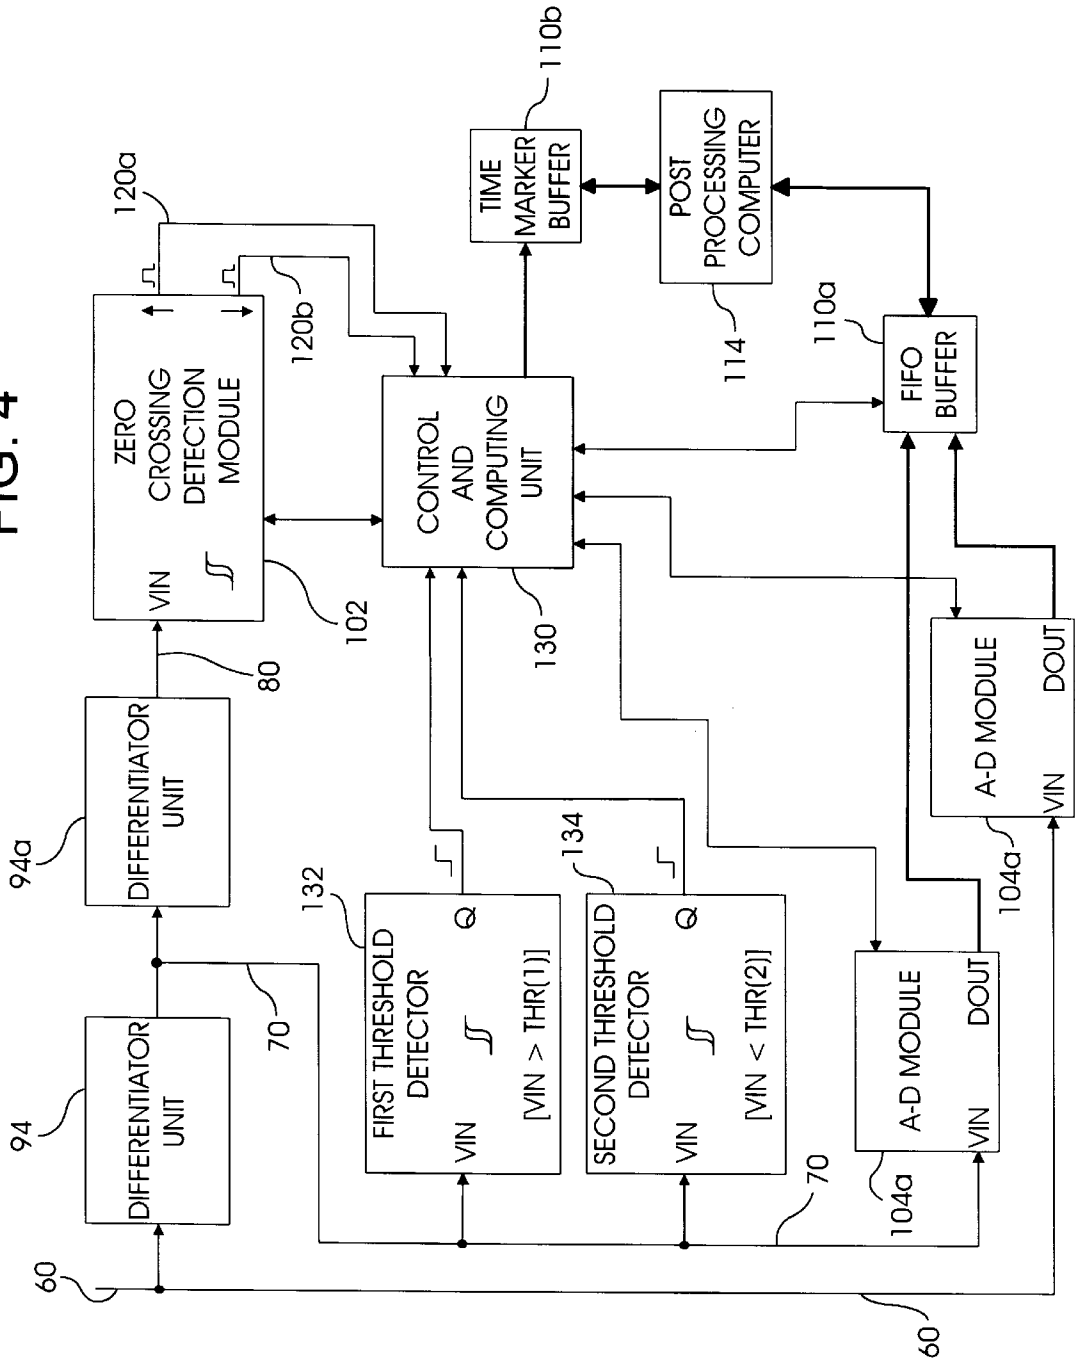 FIG. 4
60
94
DIFFERENTIATOR
UNIT
70
94a
DIFFERENTIATOR
UNIT
80
VIN
ZERO
CROSSING
DETECTION
MODULE
102
120a
120b
132
FIRST THRESHOLD
DETECTOR
VIN
Q
[VIN > THR(1)]
134
SECOND THRESHOLD
DETECTOR
VIN
Q
[VIN < THR(2)]
CONTROL
AND
COMPUTING
UNIT
130
TIME
MARKER
BUFFER
110b
POST
PROCESSING
COMPUTER
114
110a
FIFO
BUFFER
70
A-D MODULE
VIN
DOUT
104a
A-D MODULE
VIN
DOUT
104a
60